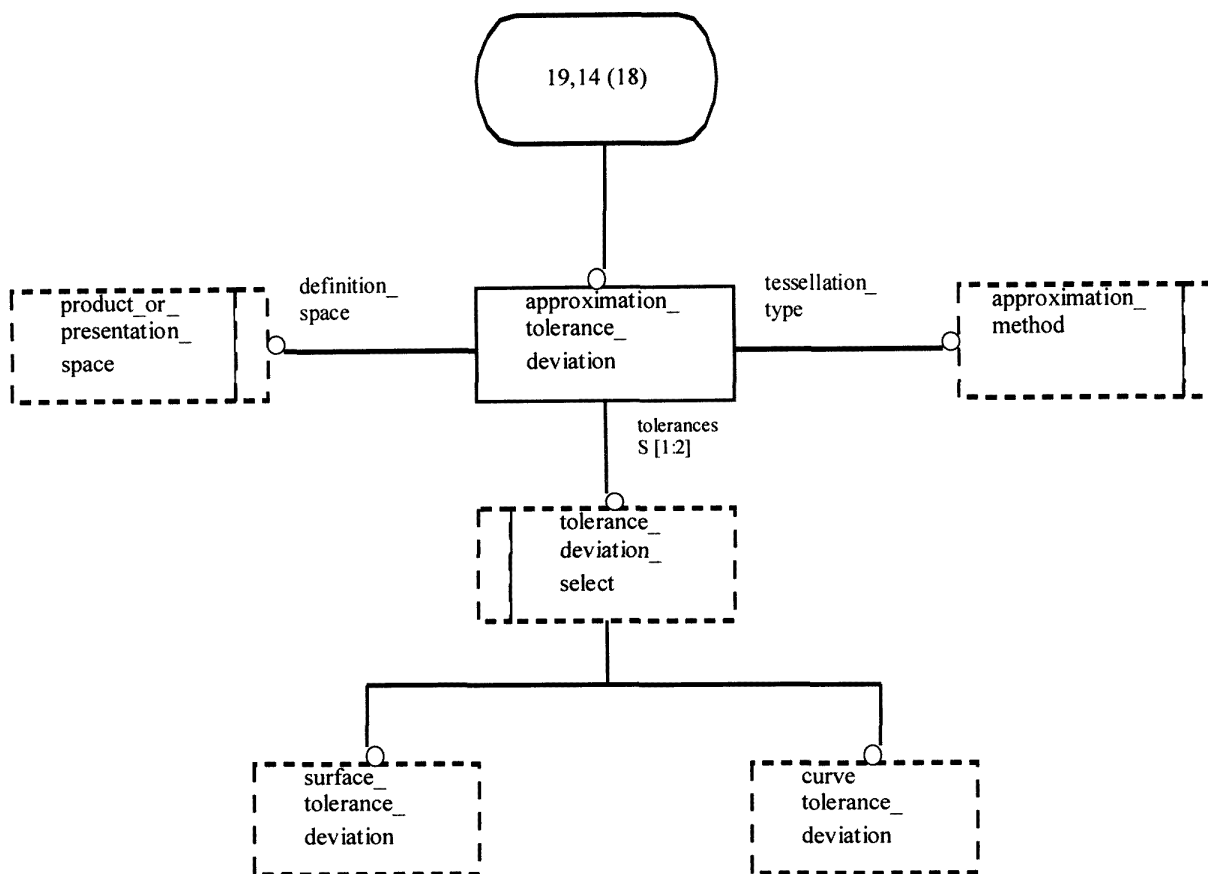 19,14 (18)
product_or_
presentation_
space
definition_
space
approximation_
tolerance_
deviation
tessellation_
type
approximation_
method
tolerances
S [1:2]
tolerance_
deviation_
select
surface_
tolerance_
deviation
curve
tolerance_
deviation